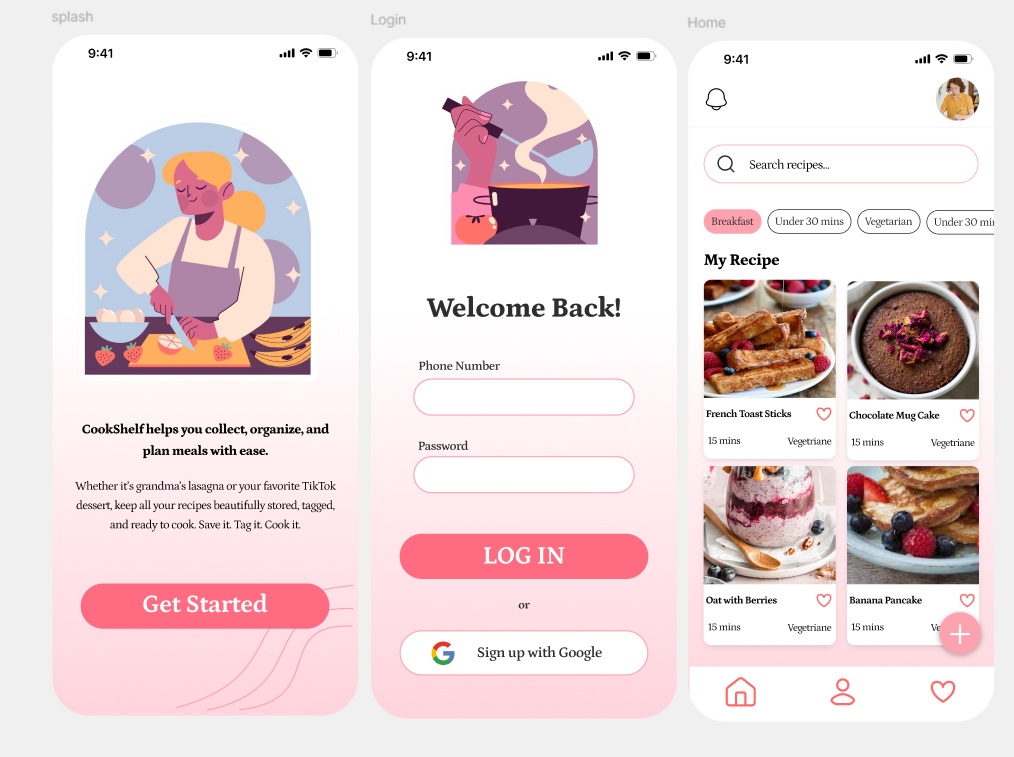 splash
9:41
CookShelf helps you collect, organize, and
plan meals with ease.
Whether it's grandma's lasagna or your favorite TikTok
dessert, keep all your recipes beautifully stored, tagged,
and ready to cook. Save it. Tag it. Cook it.
Get Started
Login
9:41
Welcome Back!
Phone Number
Password
LOG IN
or
Sign up with Google
Home
9:41
Search recipes...
Breakfast
Under 30 mins
Vegetarian
Under 30 min
My Recipe
French Toast Sticks
15 mins
Vegetriane
Chocolate Mug Cake
15 mins
Vegetriane
Oat with Berries
15 mins
Vegetriane
Banana Pancake
15 mins